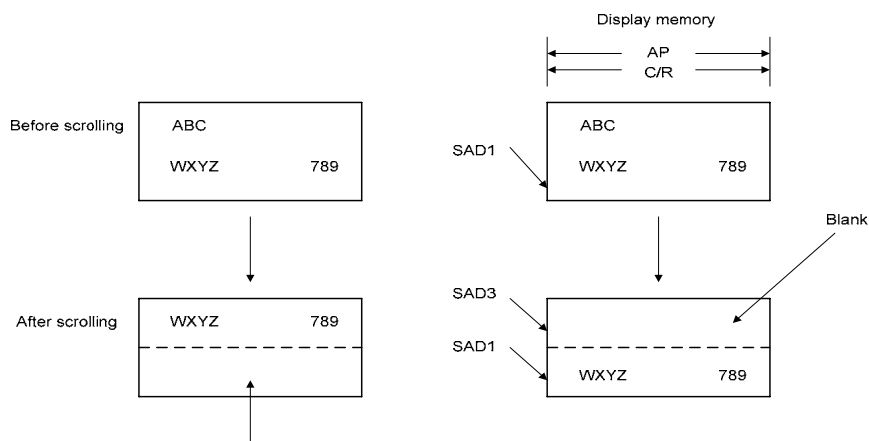 Display memory
AP
C/R
Before scrolling
ABC
WXYZ 789
SAD1
ABC
WXYZ 789
Blank
After scrolling
WXYZ 789
SAD3
SAD1
WXYZ 789